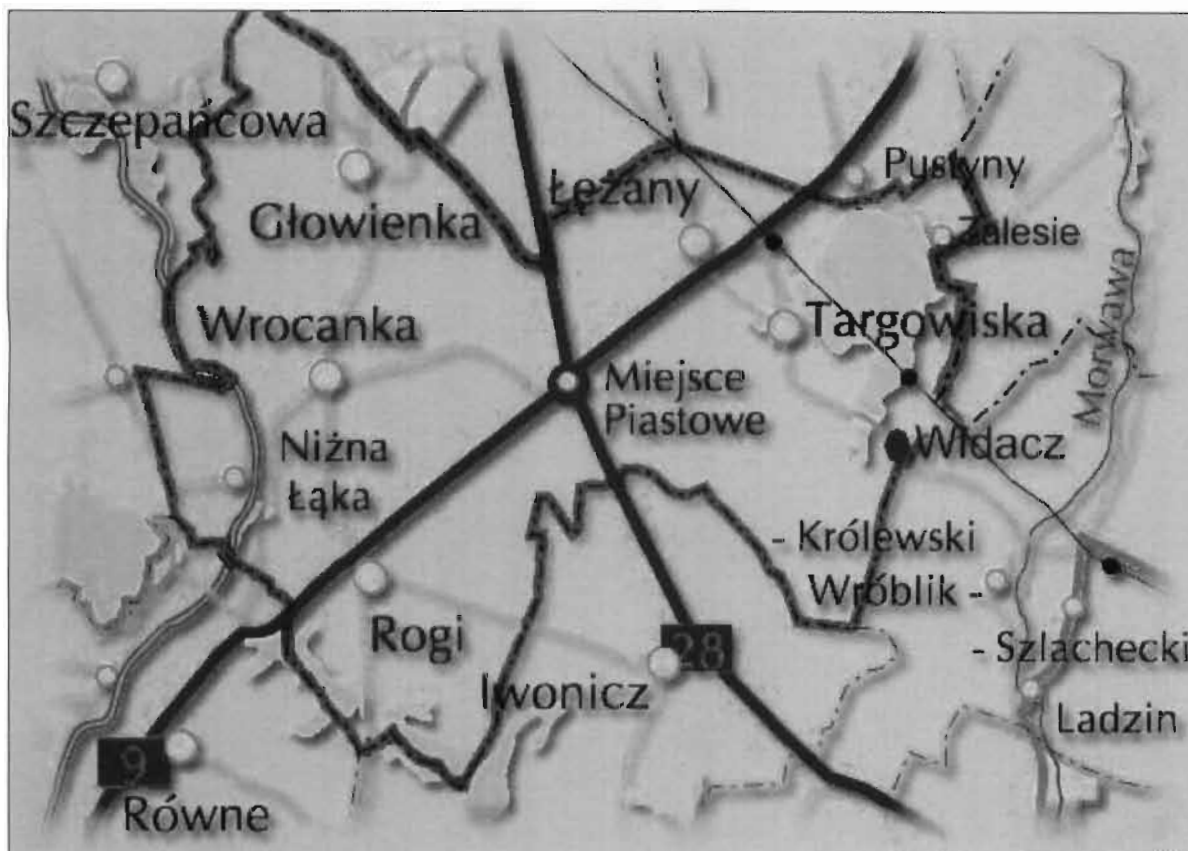 Szczepańcowa
Głowienka
Łężany
Pustyny
Zalesie
Wrocanka
Targowiska
Morwawa
Miejsce
Piastowe
Niżna
Łąka
Widacz
- Królewski
Wróblik -
Rogi
28
- Szlachecki
Iwonicz
Ladzin
9
Równe